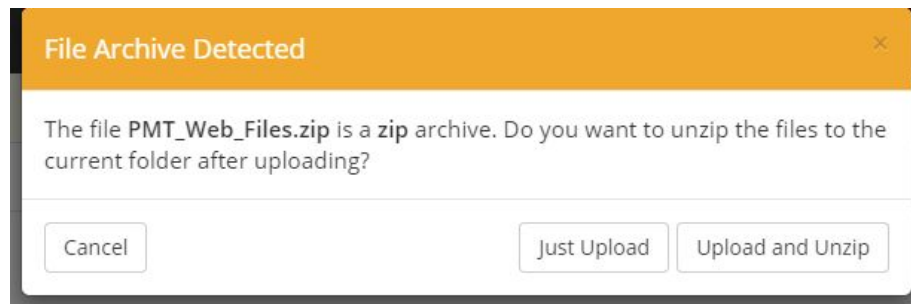 File Archive Detected ×
The file PMT_Web_Files.zip is a zip archive. Do you want to unzip the files to the
current folder after uploading?
Cancel Just Upload Upload and Unzip